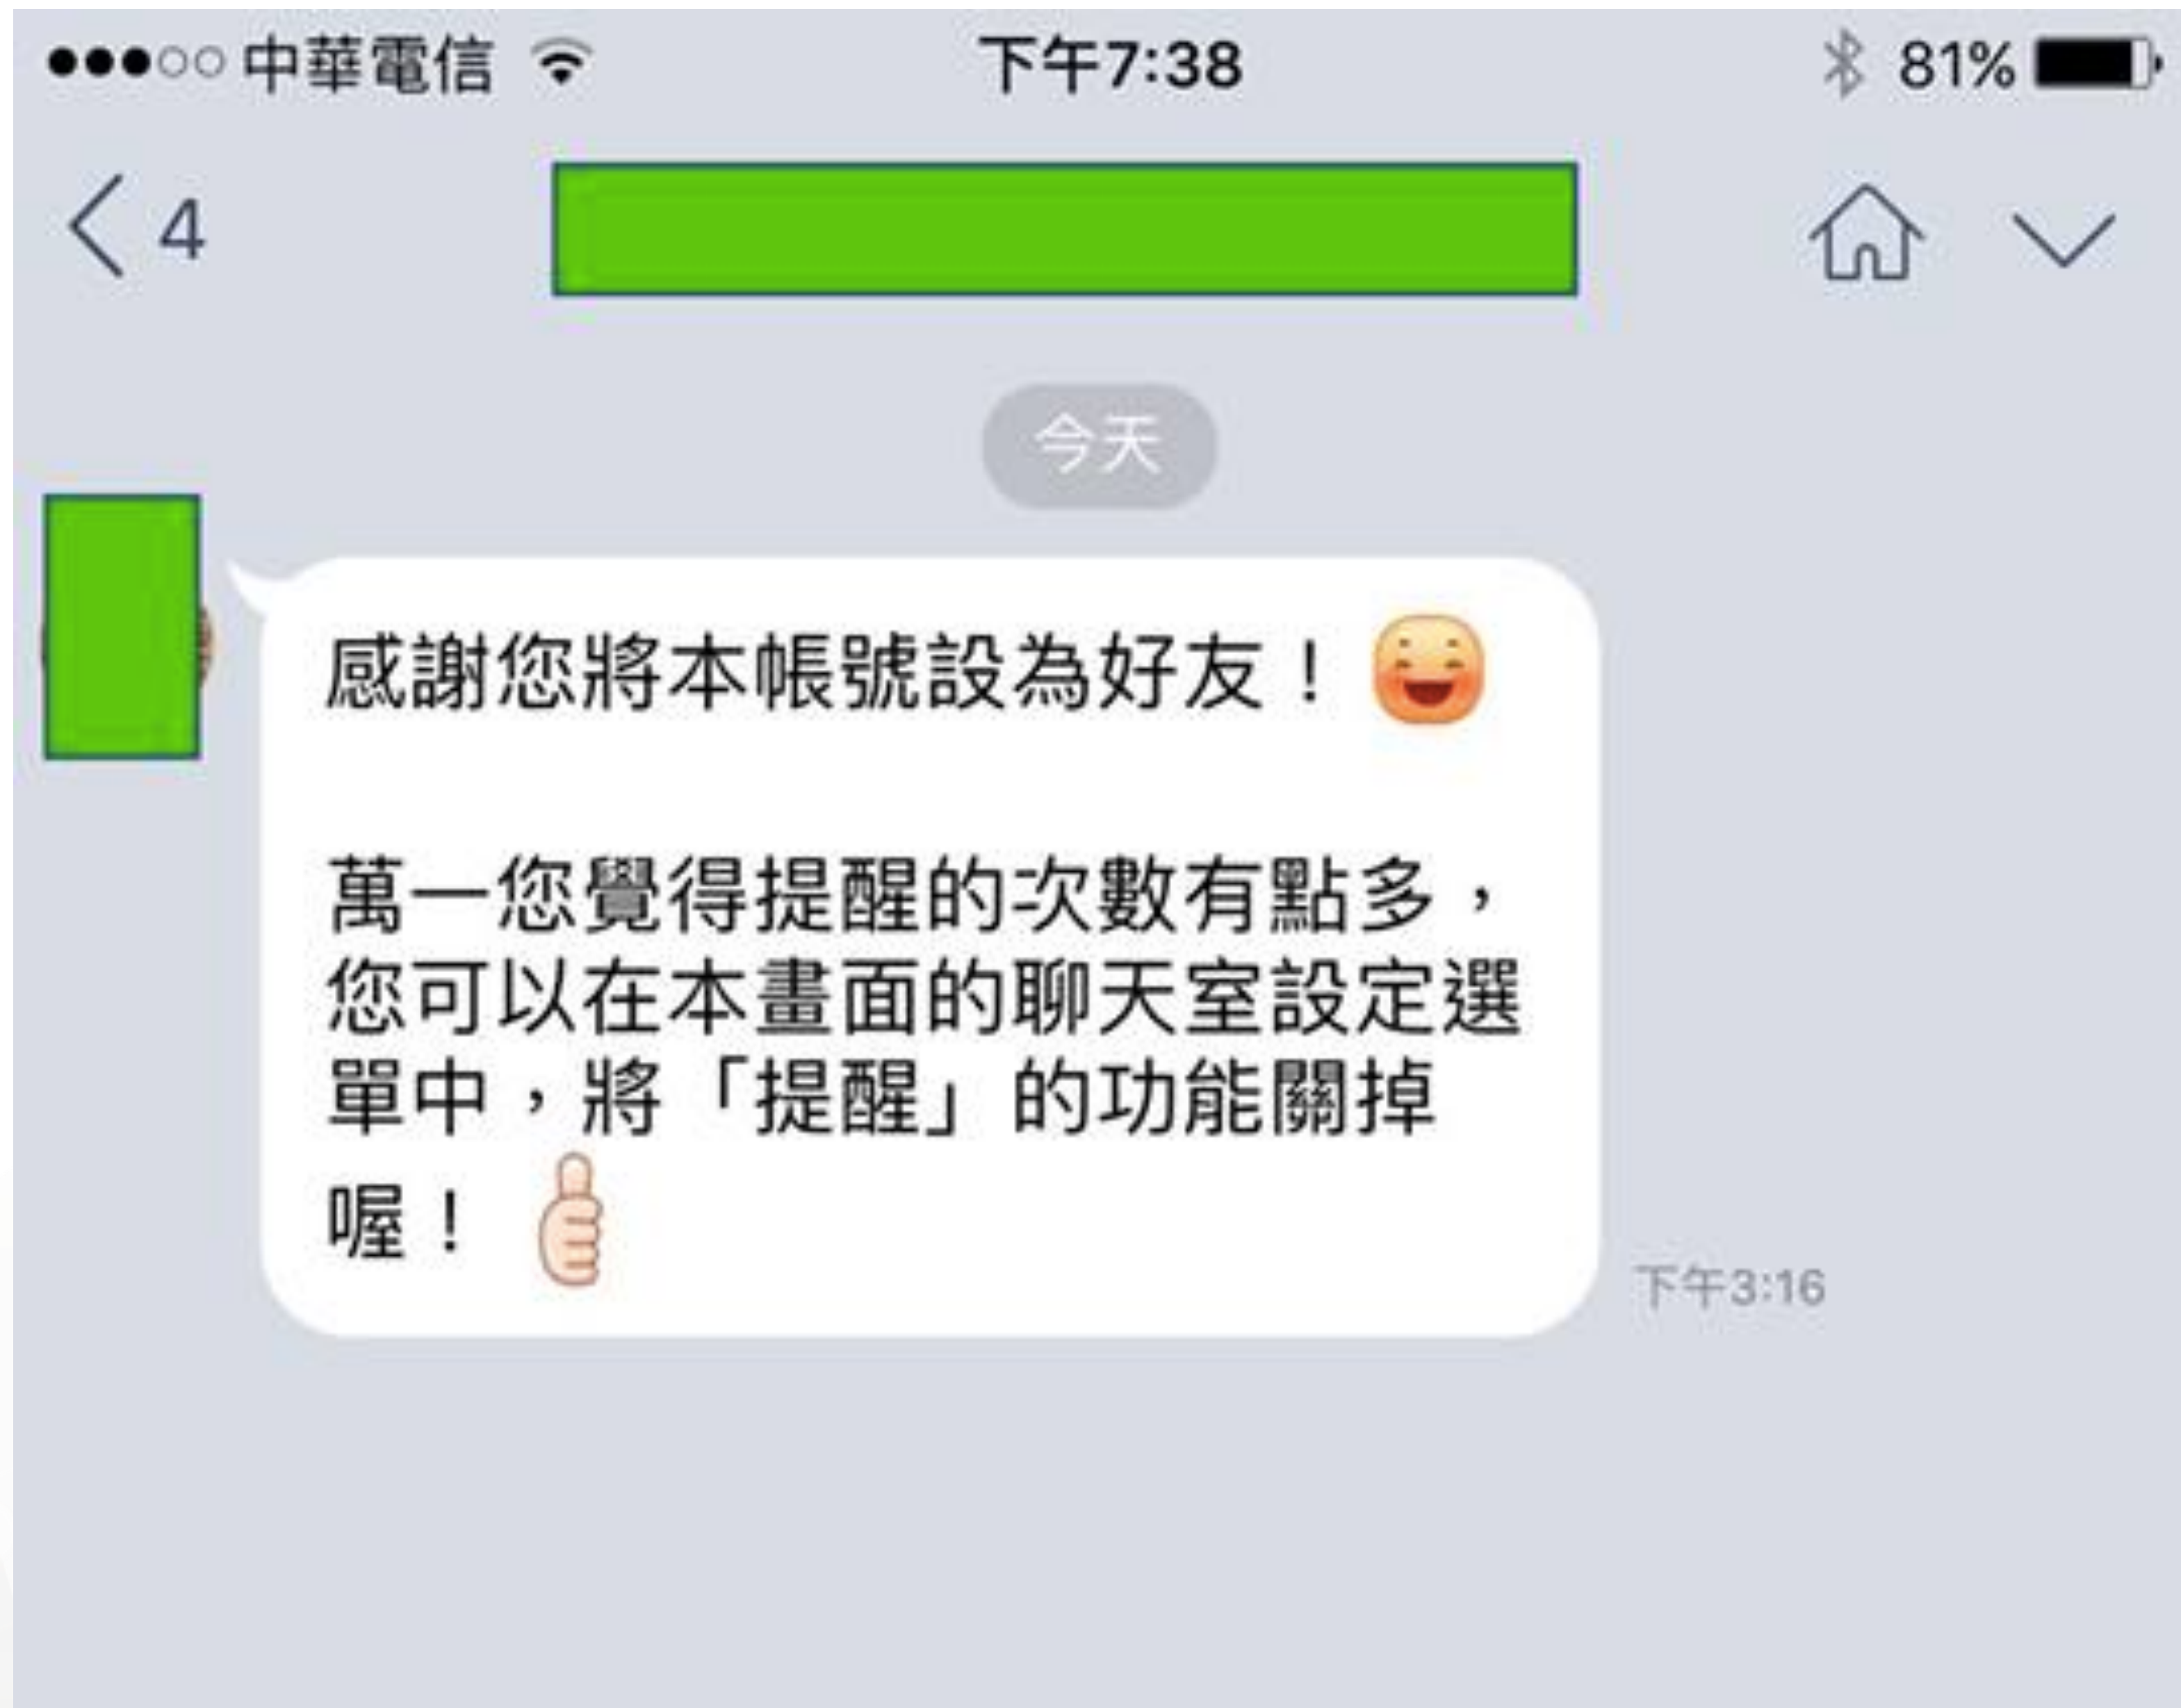 中華電信
下午7:38
81%
4
今天
感謝您將本帳號設為好友！
萬一您覺得提醒的次數有點多，
您可以在本畫面的聊天室設定選
單中，將「提醒」的功能關掉
喔！
下午3:16